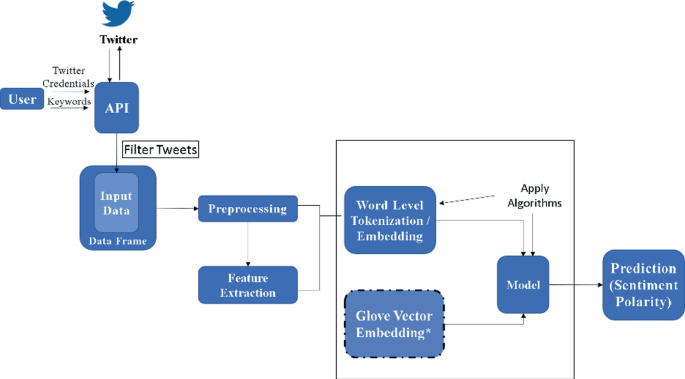 Twitter
Twitter
Credentials
Keywords
User
API
Filter Tweets
Input
Data
Data Frame
Preprocessing
Feature
Extraction
Word Level
Tokenization /
Embedding
Apply
Algorithms
Model
Glove Vector
Embedding*
Prediction
(Sentiment
Polarity)